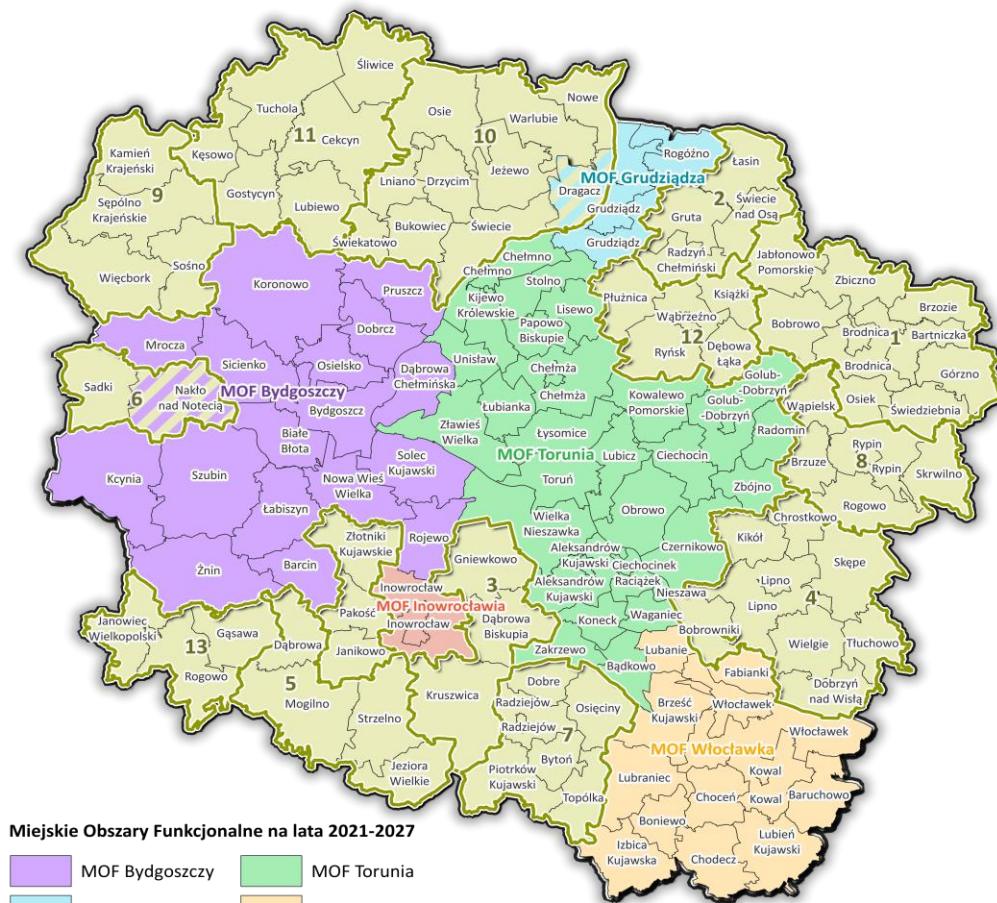 Śliwice
Tuchola
11
Cekcyn
Kęsowo
Gostycyn
Lubiewo
Osie
Nowe
Warlubie
10
Lniano
Drzycim
Jeżewo
Bukowiec
Świecie
Świekatowo
Kamień
Krajeński
9
Sępólno
Krajeńskie
Więcbork
Sośno
Rogóźno
MOF Grudziądza
Dragacz
Grudziądz
Grudziądz
Łasin
2
Świecie
nad Osą
Gruta
Radzyń
Chełmiński
Koronowo
Pruszcz
Dobrcz
Mrocza
Sicienko
Osielsko
Dąbrowa
Chełmińska
MOF Bydgoszczy
Bydgoszcz
Sadki
6
Nakło
nad Notecią
Białe
Błota
Solec
Kujawski
Kcynia
Szubin
Nowa Wieś
Wielka
Łabiszyn
Rojewo
Żnin
Barcin
Chełmno
Chełmno
Stolno
Kijewo
Królewskie
Lisewo
Papowo
Biskupie
Unisław
Chełmża
Chełmża
Łubianka
Zławieś
Wielka
Łysomice
Kowalewo
Pomorskie
Golub-
Dobrzyń
Golub-
-Dobrzyń
Radomin
MOF Torunia
Lubicz
Ciechocin
Toruń
Zbójno
Obrowo
Wielka
Nieszawka
Czernikowo
Aleksandrów
Kujawski
Ciechocinek
Aleksandrów
Kujawski
Raciążek
Nieszawa
Koneck
Waganiec
Zakrzewo
Bądkowo
Płużnica
Książki
Wąbrzeźno
12
Ryńsk
Dębowa
Łąka
Jabłonowo
Pomorskie
Zbiczno
Brzozie
Bobrowo
Brodnica
1
Bartniczka
Brodnica
Górzno
Osiek
Świedziebnia
Wąpielsk
Rypin
8
Rypin
Brzuze
Skrwilno
Rogowo
Chrostkowo
Kikół
Skępe
Lipno
4
Lipno
Bobrowniki
Wielgie
Tłuchowo
Dobrzyń
nad Wisłą
Złotniki
Kujawskie
Gniewkowo
3
Inowrocław
MOF Inowrocławia
Pakość
Inowrocław
Dąbrowa
Biskupia
Janikowo
Kruszwica
Janowiec
Wielkopolski
Gąsawa
13
Rogowo
Dąbrowa
5
Mogilno
Strzelno
Jeziora
Wielkie
Dobre
Radziejów
Osięciny
Radziejów
7
Bytoń
Piotrków
Kujawski
Topólka
Lubanie
Fabianki
Brześć
Kujawski
Włocławek
Włocławek
MOF Włocławka
Lubraniec
Kowal
Choceń
Kowal
Baruchowo
Boniewo
Izbica
Kujawska
Chodecz
Lubień
Kujawski
Miejskie Obszary Funkcjonalne na lata 2021-2027
MOF Bydgoszczy
MOF Torunia